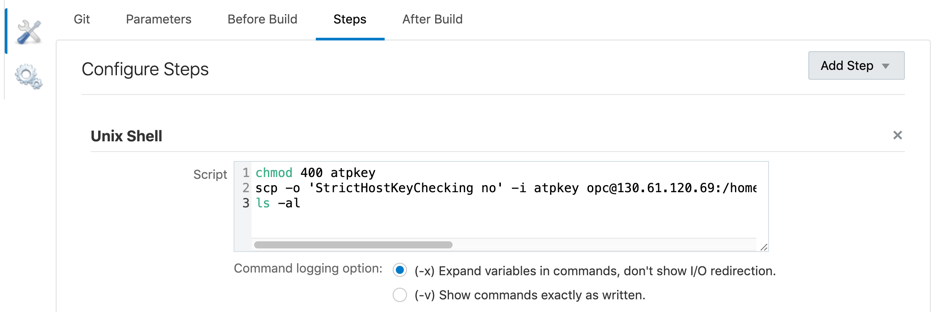 Git Parameters Before Build Steps After Build
Configure Steps Add Step
Unix Shell ×
Script 1 chmod 400 atpkey
2 scp -o 'StrictHostKeyChecking no' -i atpkey opc@130.61.120.69:/home
3 ls -al
Command logging option: (-x) Expand variables in commands, don't show I/O redirection.
(-v) Show commands exactly as written.